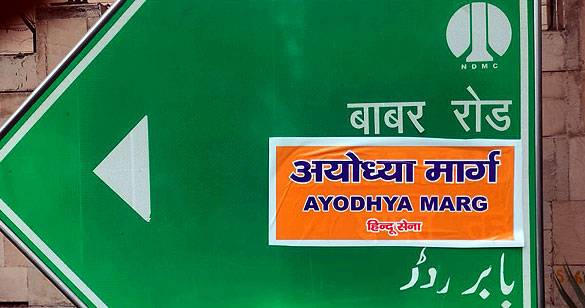 NDMC
बाबर रोड
अयोध्या मार्ग
AYODHYA MARG
हिन्दू सेना
بابر روڈ